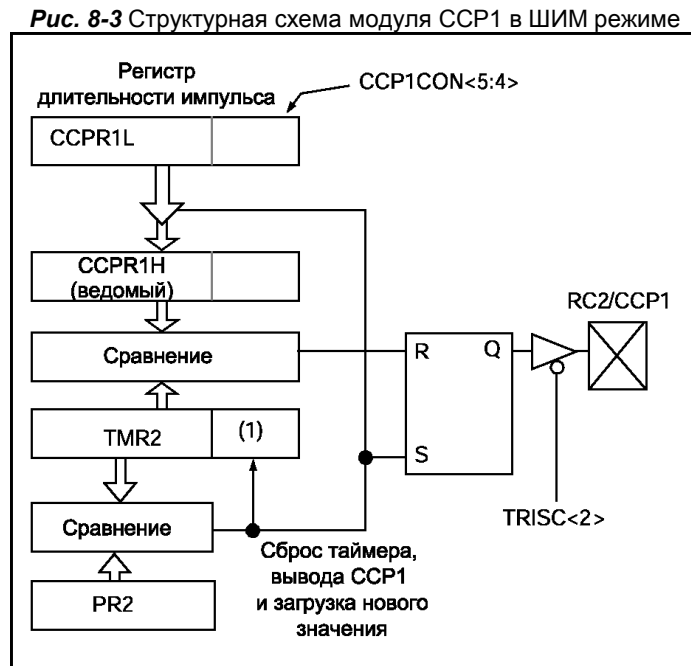 Рис. 8-3 Структурная схема модуля CCP1 в ШИМ режиме
Регистр
длительности импульса
CCP1CON<5:4>
CCPR1L
CCPR1H
(ведомый)
Сравнение
TMR2
(1)
Сравнение
PR2
R
Q
S
RC2/CCP1
TRISC<2>
Сброс таймера,
вывода CCP1
и загрузка нового
значения